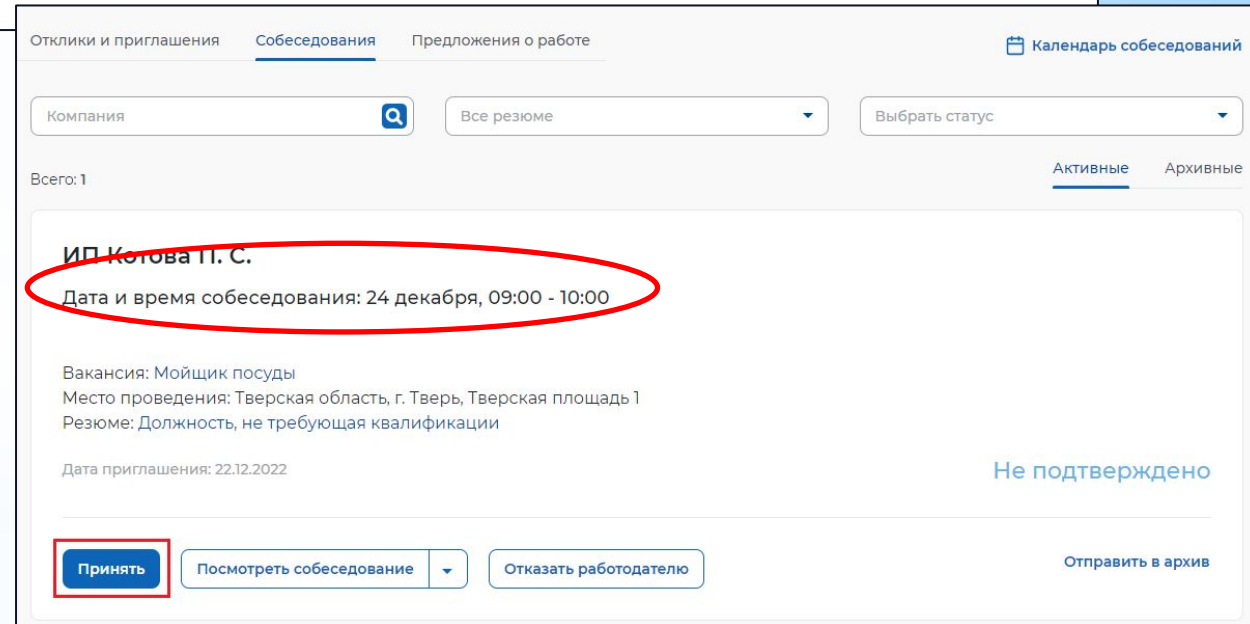 Отклики и приглашения Собеседования Предложения о работе Календарь собеседований
Компания Все резюме Выбрать статус
Всего: 1 Активные Архивные
ИП Котова П. С.
Дата и время собеседования: 24 декабря, 09:00 - 10:00
Вакансия: Мойщик посуды
Место проведения: Тверская область, г. Тверь, Тверская площадь 1
Резюме: Должность, не требующая квалификации
Дата приглашения: 22.12.2022 Не подтверждено
Принять Посмотреть собеседование Отказать работодателю Отправить в архив